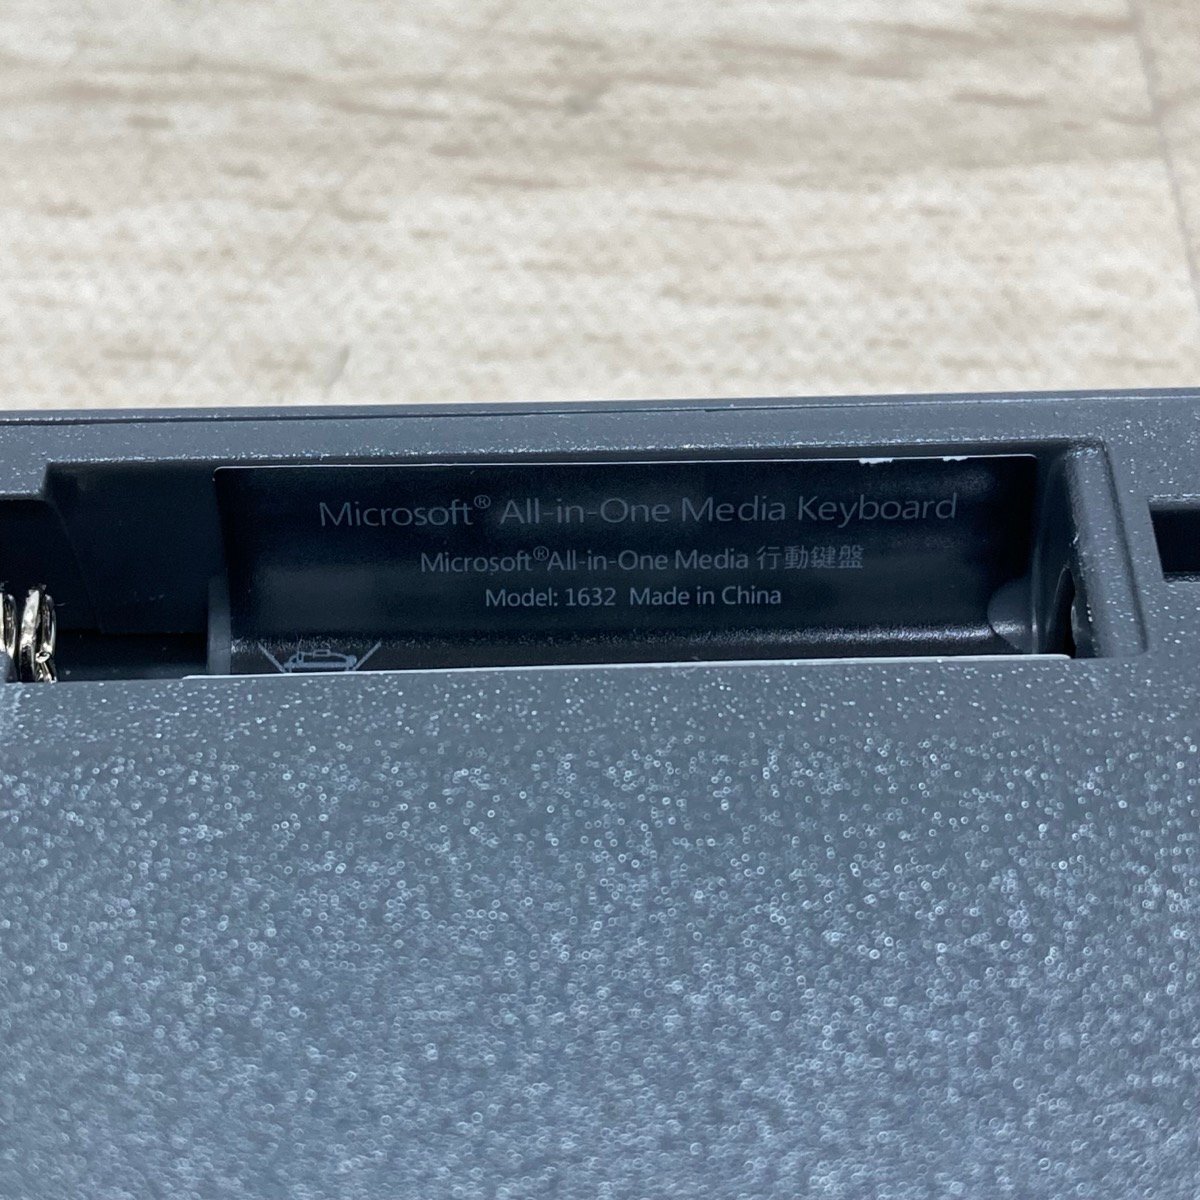 Microsoft® All-in-One Media Keyboard
Microsoft®All-in-One Media 行動鍵盤
Model: 1632 Made in China